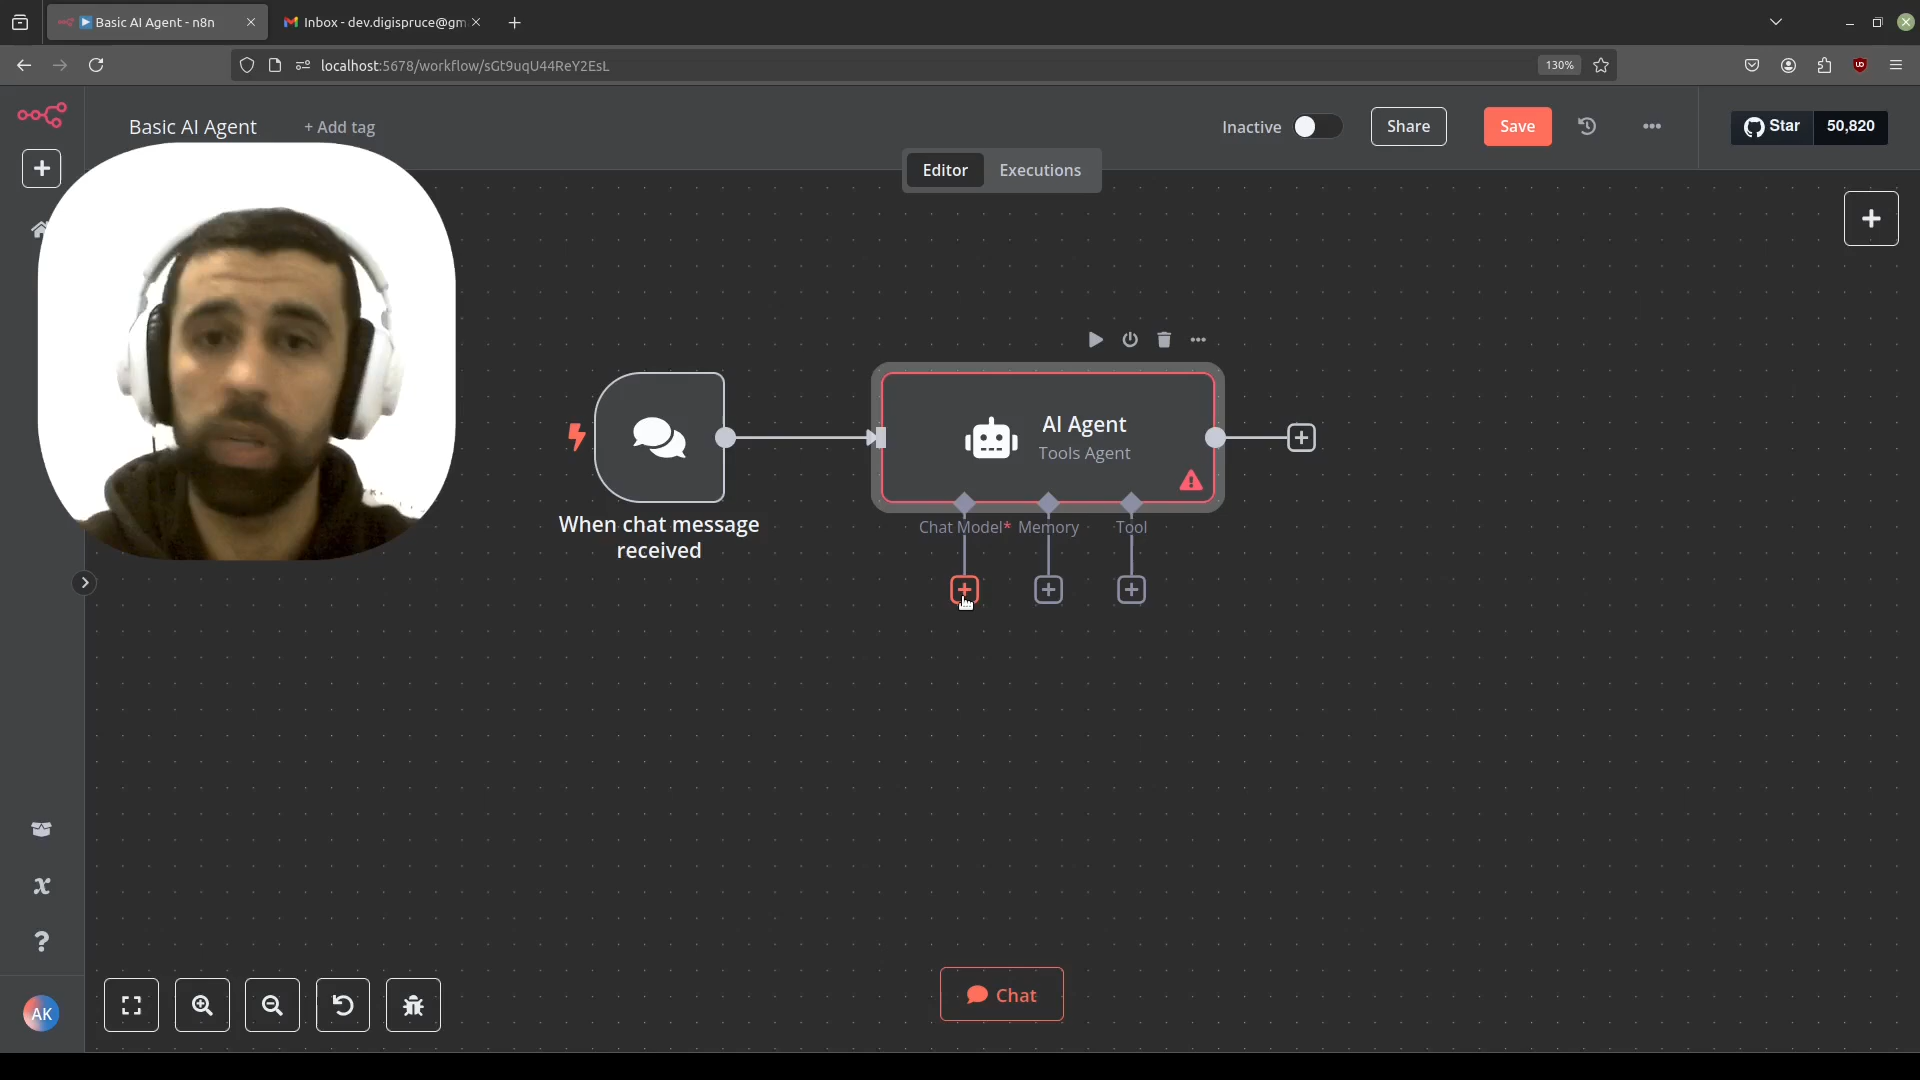 Basic AI Agent - n8n
Inbox - dev.digispruce@gm
localhost:5678/workflow/sGt9uqU44ReY2EsL
130%
Basic AI Agent
+ Add tag
Inactive
Share
Save
Star
50,820
Editor
Executions
AI Agent
Tools Agent
When chat message
received
Chat Model*
Memory
Tool
AK
Chat